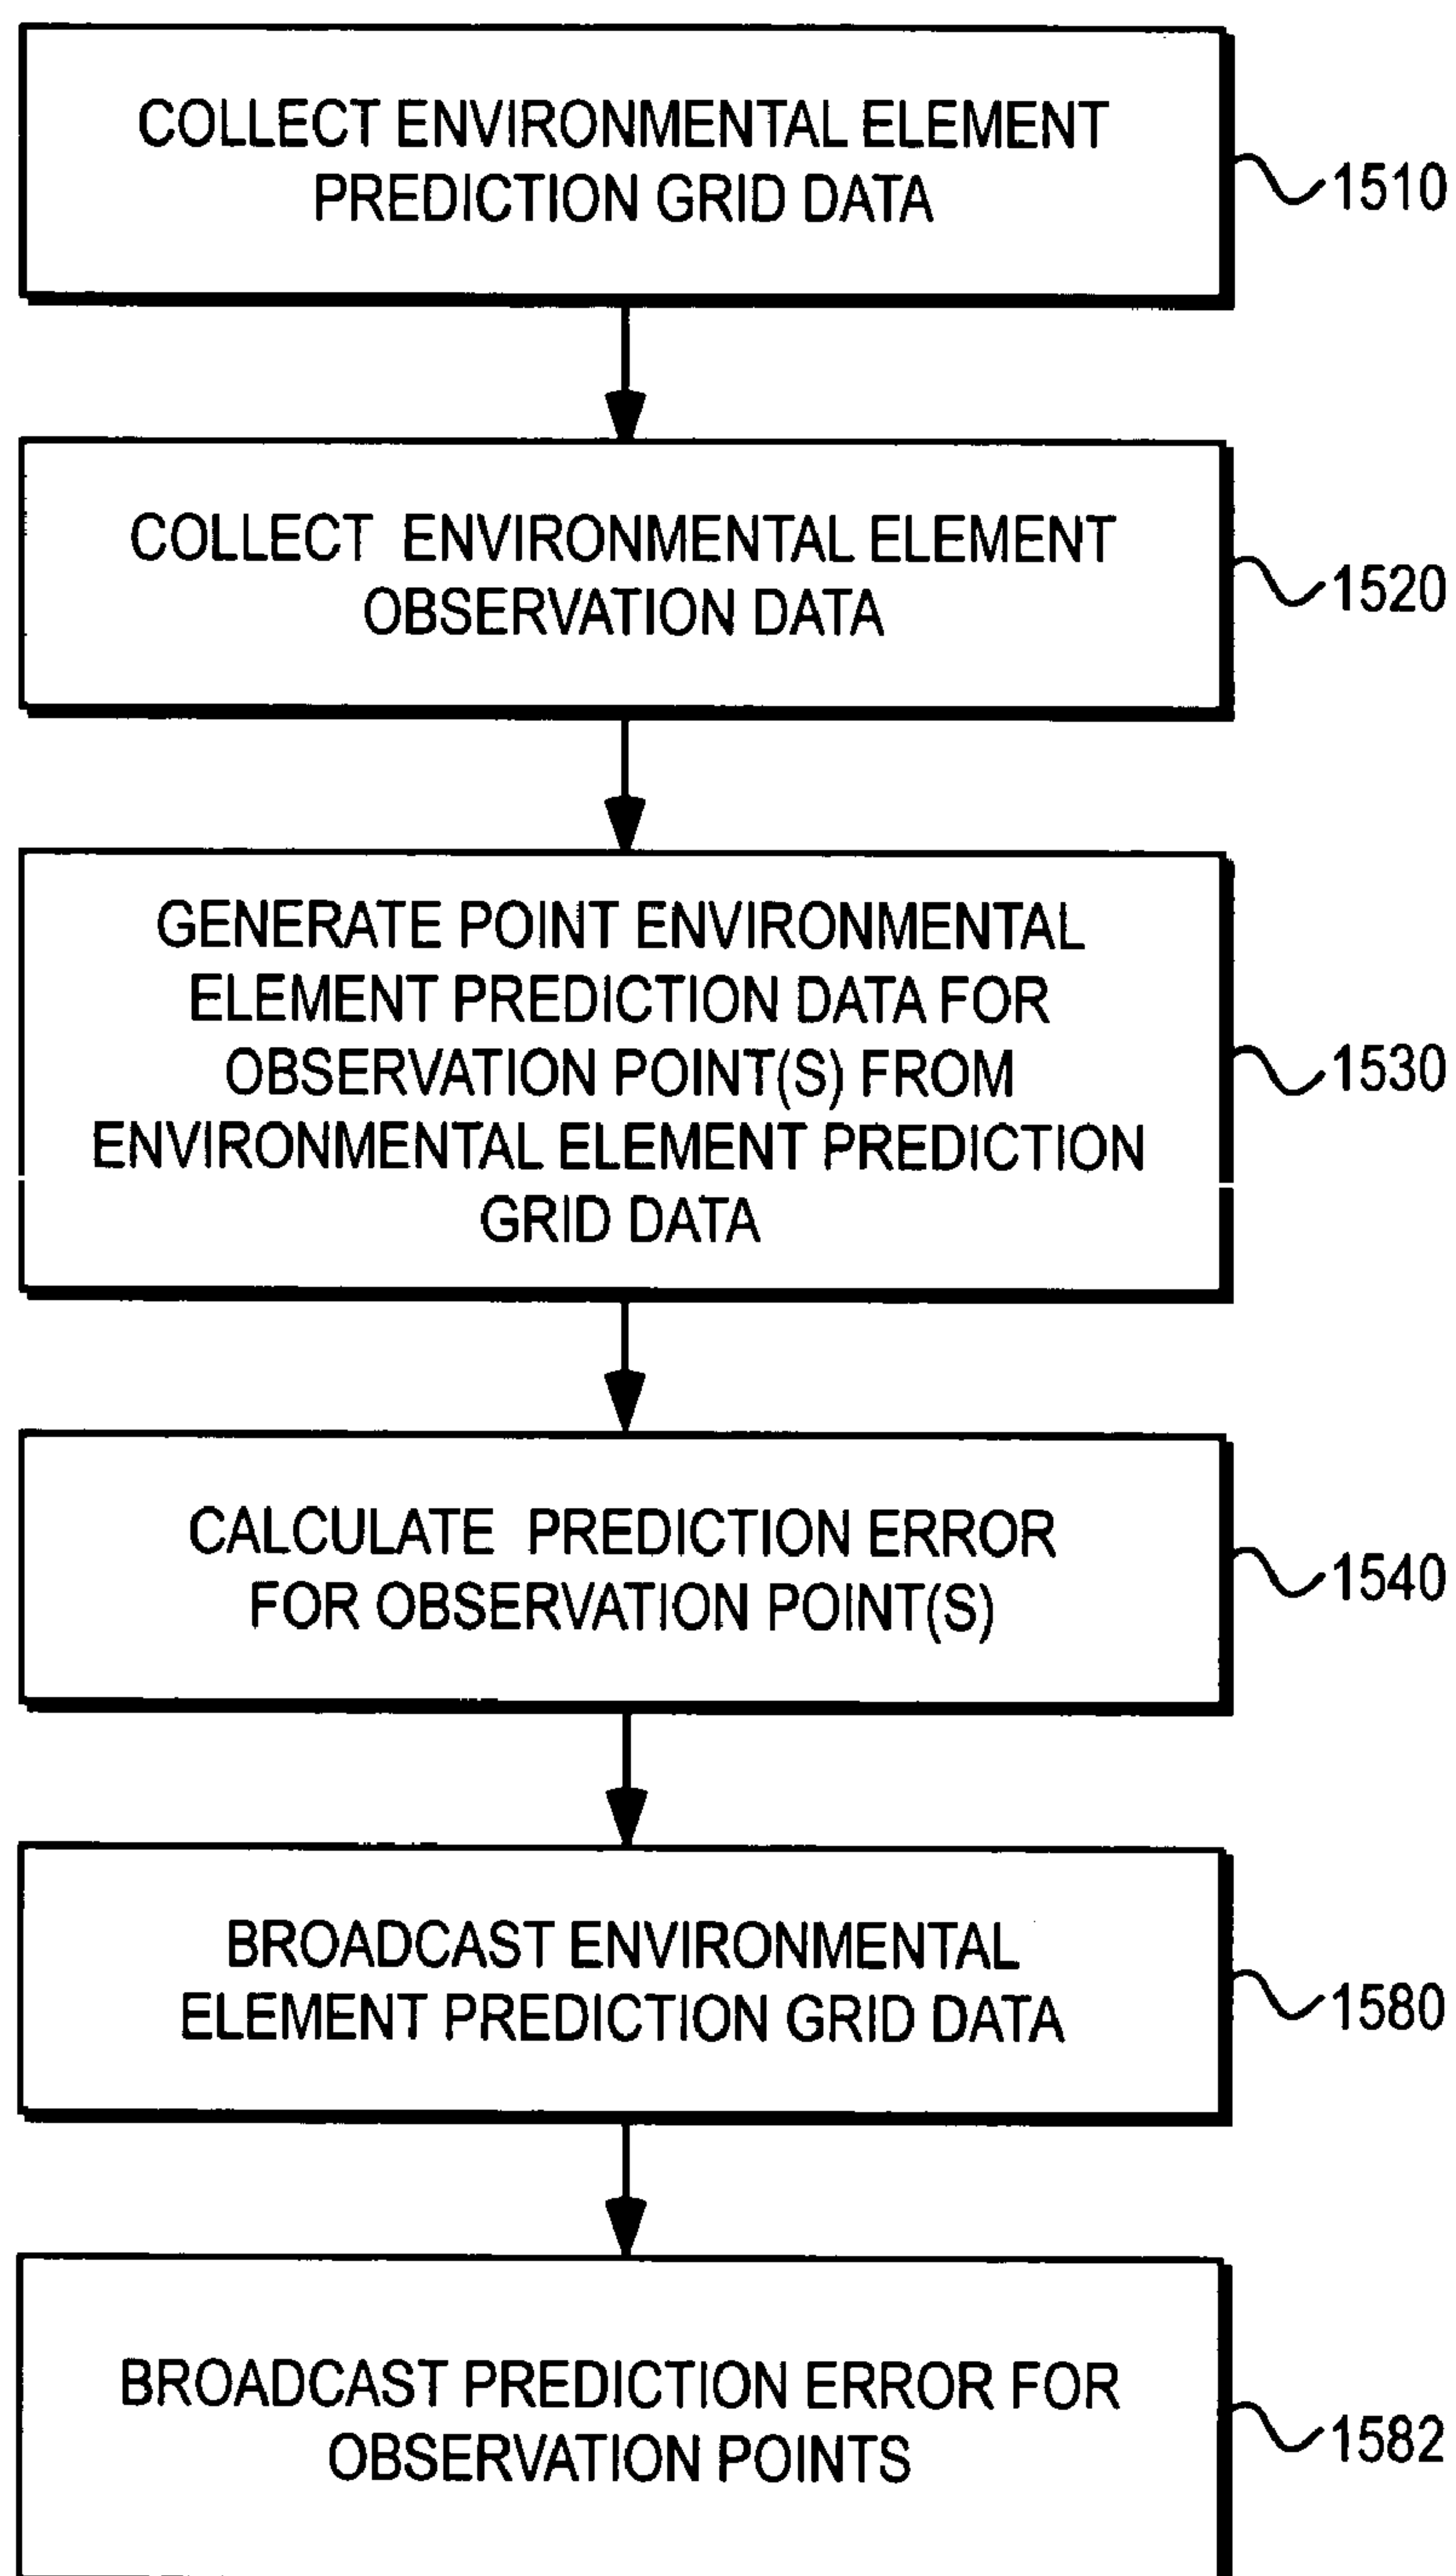 COLLECT ENVIRONMENTAL ELEMENT
PREDICTION GRID DATA
1510
COLLECT ENVIRONMENTAL ELEMENT
OBSERVATION DATA
1520
GENERATE POINT ENVIRONMENTAL
ELEMENT PREDICTION DATA FOR
OBSERVATION POINT(S) FROM
ENVIRONMENTAL ELEMENT PREDICTION
GRID DATA
1530
CALCULATE PREDICTION ERROR
FOR OBSERVATION POINT(S)
1540
BROADCAST ENVIRONMENTAL
ELEMENT PREDICTION GRID DATA
1580
BROADCAST PREDICTION ERROR FOR
OBSERVATION POINTS
1582